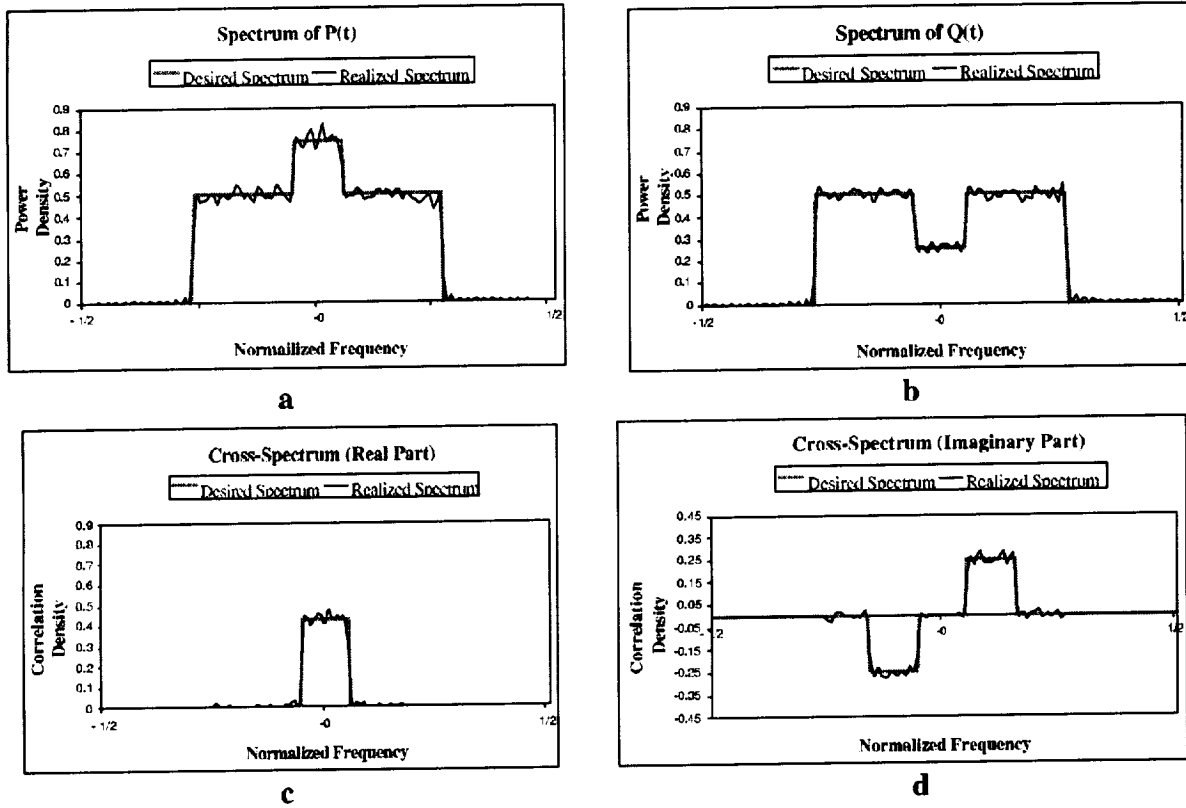 Spectrum of P(t)
Desired Spectrum Realized Spectrum
Power
Density
0.9
0.8
0.7
0.6
0.5
0.4
0.3
0.2
0.1
0
- 1/2
-0
1/2
Normailized Frequency
a
Spectrum of Q(t)
Desired Spectrum Realized Spectrum
Power
Density
0.9
0.8
0.7
0.6
0.5
0.4
0.3
0.2
0.1
0
- 1/2
-0
1/2
Normalized Frequency
b
Cross-Spectrum (Real Part)
Desired Spectrum Realized Spectrum
Correlation
Density
0.9
0.8
0.7
0.6
0.5
0.4
0.3
0.2
0.1
0
- 1/2
-0
1/2
Normalized Frequency
c
Cross-Spectrum (Imaginary Part)
Desired Spectrum Realized Spectrum
Correlation
Density
0.45
0.35
0.25
0.15
0.05
-0.05
-0.15
-0.25
-0.35
-0.45
- 1/2
-0
1/2
Normalized Frequency
d